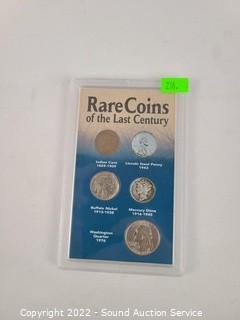 Rare Coins
of the Last Century
Indian Cent
1859-1909
Lincoln Steel Penny
1943
Buffalo Nickel
1913-1938
Mercury Dime
1916-1945
Washington
Quarter
1976
Copyright 2022 - Sound Auction Service